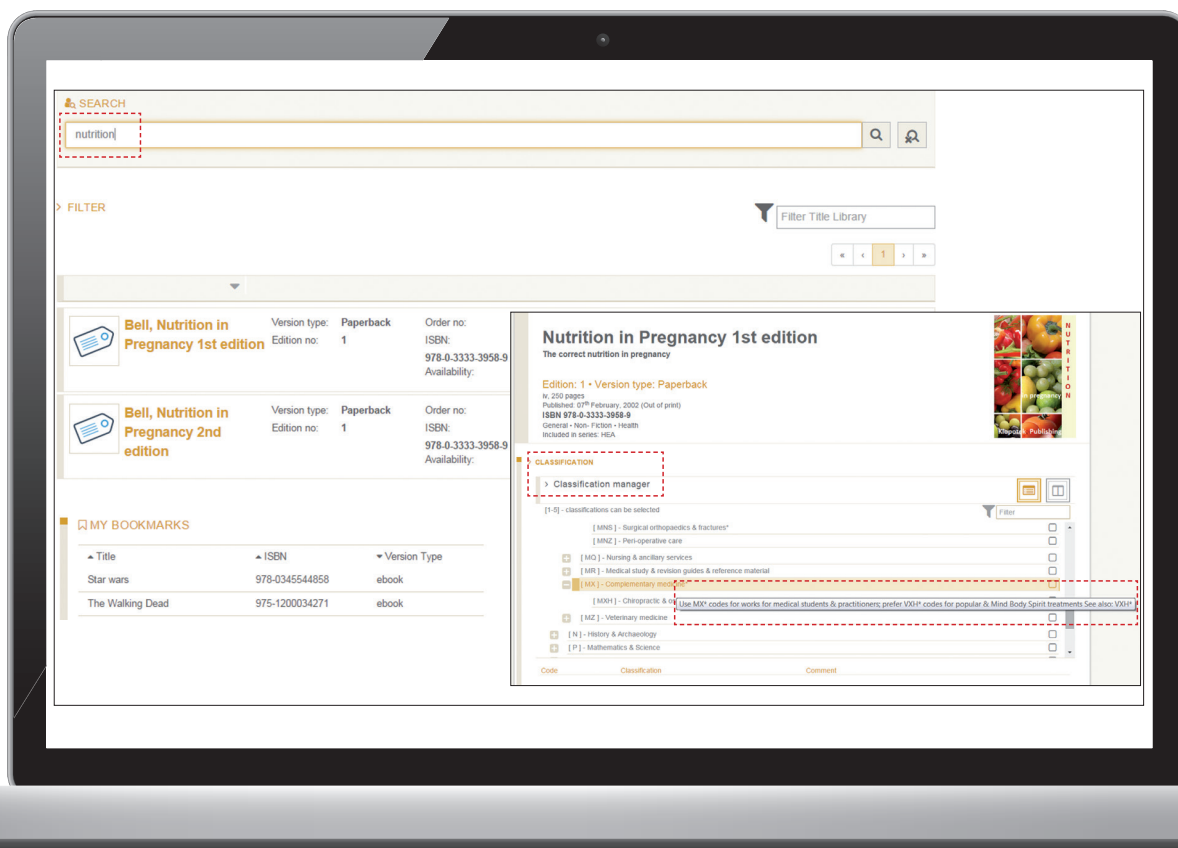 SEARCH
nutrition
FILTER
Filter Title Library
« ‹ 1 › »
Bell, Nutrition in
Pregnancy 1st edition
Version type: Paperback
Edition no: 1
Order no:
ISBN:
978-0-3333-3958-9
Availability:
Bell, Nutrition in
Pregnancy 2nd
edition
Version type: Paperback
Edition no: 1
Order no:
ISBN:
978-0-3333-3958-9
Availability:
MY BOOKMARKS
Title ISBN Version Type
Star wars 978-0345544858 ebook
The Walking Dead 975-1200034271 ebook
Nutrition in Pregnancy 1st edition
The correct nutrition in pregnancy
Edition: 1 • Version type: Paperback
iv, 250 pages
Published: 07th February, 2002 (Out of print)
ISBN 978-0-3333-3958-9
General • Non- Fiction • Health
Included in series: HEA
NUTRITION
in pregnancy
Klopotek Publishing
CLASSIFICATION
> Classification manager
[1-5] - classifications can be selected
Filter
[ MNS ] - Surgical orthopaedics & fractures*
[ MNZ ] - Peri-operative care
[ MQ ] - Nursing & ancillary services
[ MR ] - Medical study & revision guides & reference material
[ MX ] - Complementary medicine*
[ MXH ] - Chiropractic &
Use MX* codes for works for medical students & practitioners; prefer VXH* codes for popular & Mind Body Spirit treatments See also: VXH*
[ MZ ] - Veterinary medicine
[ N ] - History & Archaeology
[ P ] - Mathematics & Science
Code Classification Comment